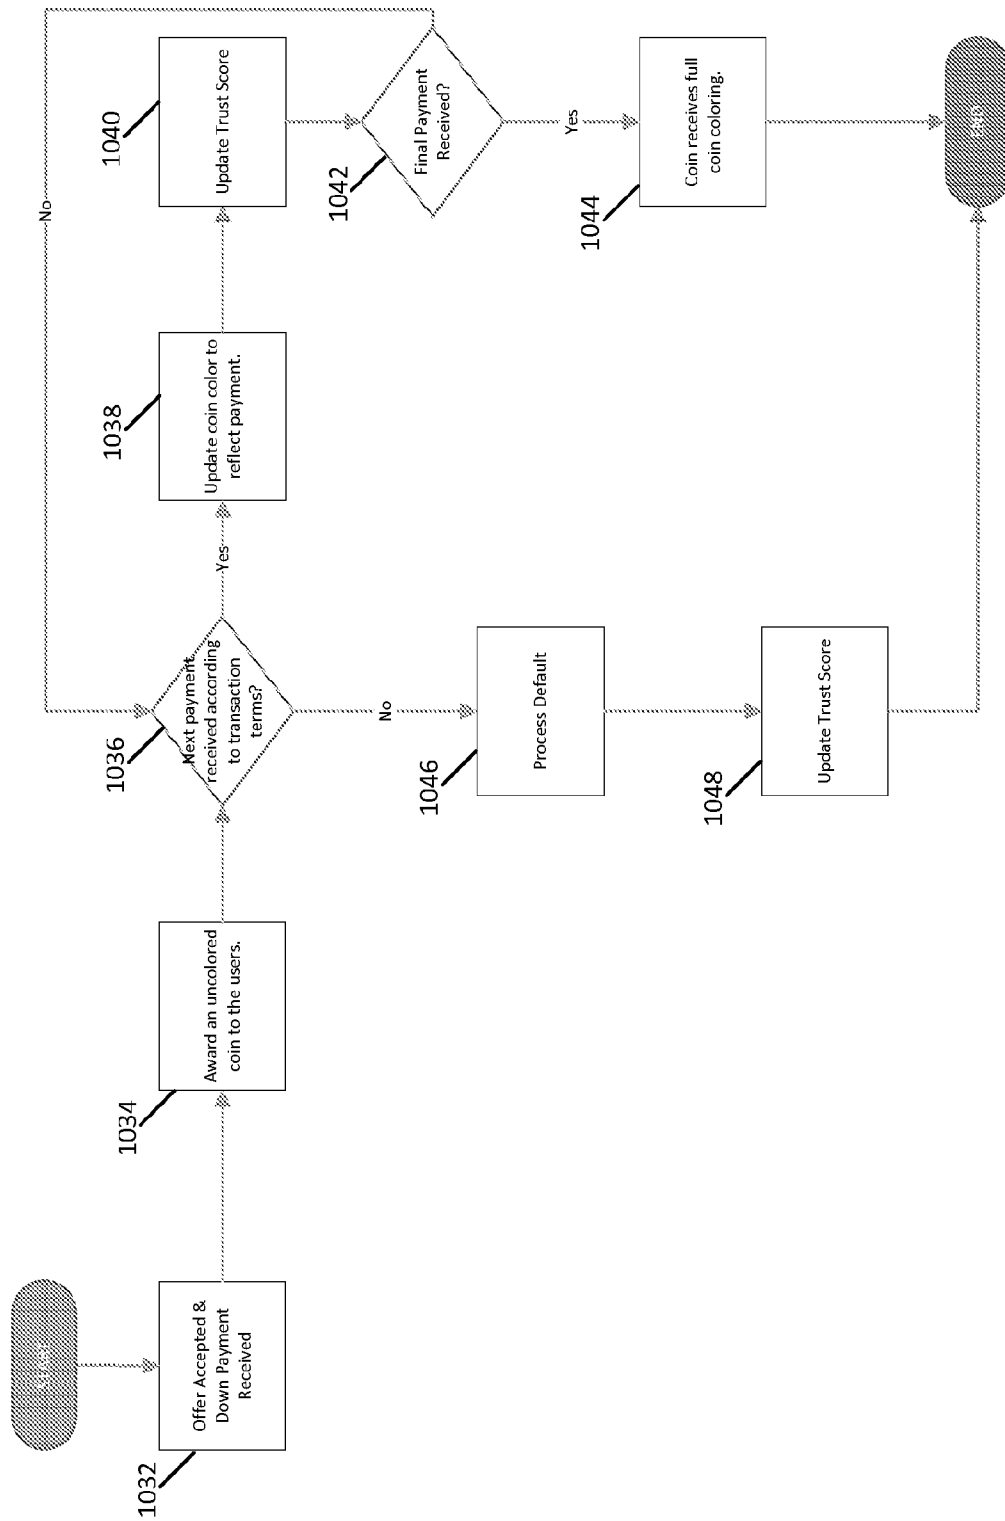 Offer Accepted &
Down Payment
Received
1032
Award an uncolored
coin to the users.
1034
Next payment
received according
to transaction
terms?
1036
Yes
Update coin color to
reflect payment.
1038
Update Trust Score
1040
Final Payment
Received?
1042
No
Yes
Coin receives full
coin coloring.
1044
No
Process Default
1046
Update Trust Score
1048
END